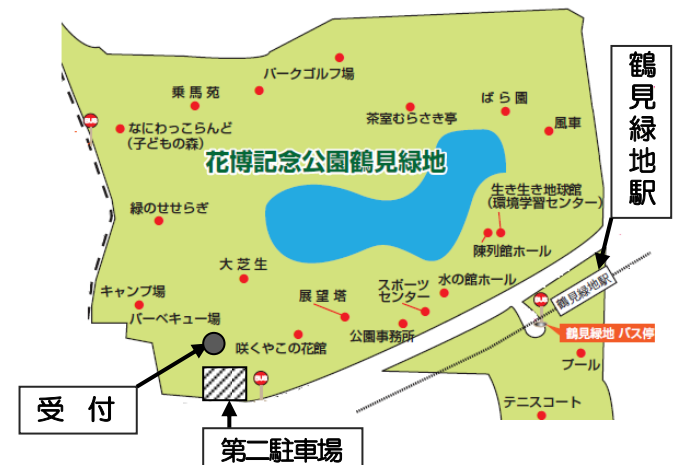 パークゴルフ場
乗馬苑
ばら園
茶室むらさき亭
風車
なにわっこらんど
（子どもの森）
花博記念公園鶴見緑地
鶴見緑地駅
生き生き地球館
（環境学習センター）
緑のせせらぎ
陳列館ホール
大芝生
水の館ホール
スポーツ
センター
キャンプ場
展望塔
鶴見緑地駅
バーベキュー場
公園事務所
咲くやこの花館
鶴見緑地 バス停
プール
受付
テニスコート
第二駐車場